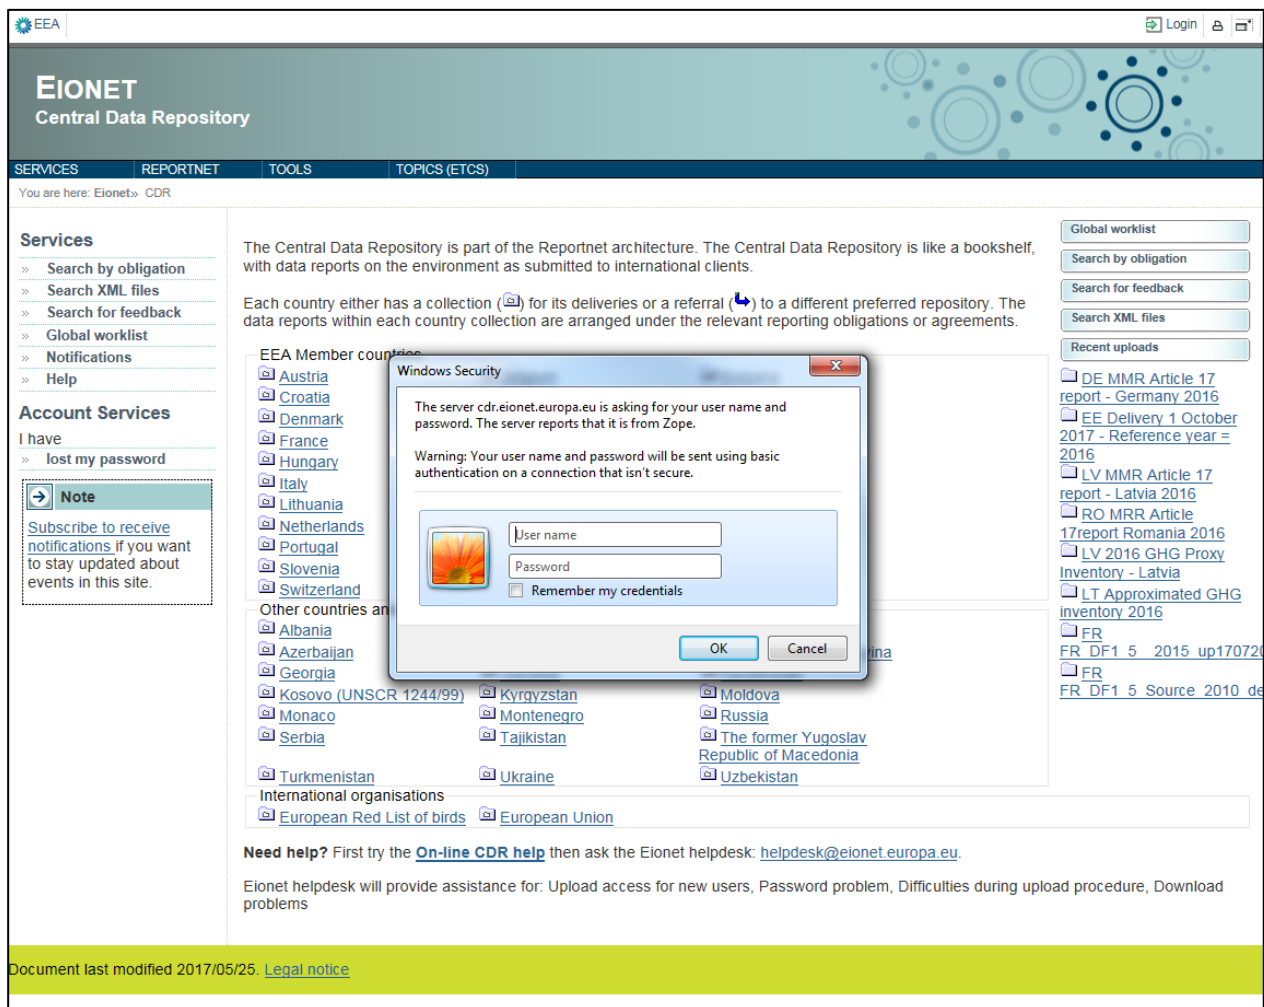 EEA
Login
EIONET
Central Data Repository
SERVICES REPORTNET TOOLS TOPICS (ETCS)
You are here: Eionet» CDR
Services
» Search by obligation
» Search XML files
» Search for feedback
» Global worklist
» Notifications
» Help
Account Services
I have
» lost my password
Note
Subscribe to receive
notifications if you want
to stay updated about
events in this site.
The Central Data Repository is part of the Reportnet architecture. The Central Data Repository is like a bookshelf,
with data reports on the environment as submitted to international clients.
Each country either has a collection ( ) for its deliveries or a referral ( ) to a different preferred repository. The
data reports within each country collection are arranged under the relevant reporting obligations or agreements.
EEA Member countries
Austria
Croatia
Denmark
France
Hungary
Italy
Lithuania
Netherlands
Portugal
Slovenia
Switzerland
Windows Security
The server cdr.eionet.europa.eu is asking for your user name and
password. The server reports that it is from Zope.
Warning: Your user name and password will be sent using basic
authentication on a connection that isn't secure.
User name
Password
Remember my credentials
OK Cancel
Other countries an
Albania
Azerbaijan ina
Georgia
Kosovo (UNSCR 1244/99) Kyrgyzstan Moldova
Monaco Montenegro Russia
Serbia Tajikistan The former Yugoslav
Republic of Macedonia
Turkmenistan Ukraine Uzbekistan
International organisations
European Red List of birds European Union
Need help? First try the On-line CDR help then ask the Eionet helpdesk: helpdesk@eionet.europa.eu.
Eionet helpdesk will provide assistance for: Upload access for new users, Password problem, Difficulties during upload procedure, Download
problems
Global worklist
Search by obligation
Search for feedback
Search XML files
Recent uploads
DE MMR Article 17
report - Germany 2016
EE Delivery 1 October
2017 - Reference year =
2016
LV MMR Article 17
report - Latvia 2016
RO MRR Article
17report Romania 2016
LV 2016 GHG Proxy
Inventory - Latvia
LT Approximated GHG
inventory 2016
FR
FR_DF1_5__2015_up170720
FR
FR_DF1_5_Source_2010_de
Document last modified 2017/05/25. Legal notice